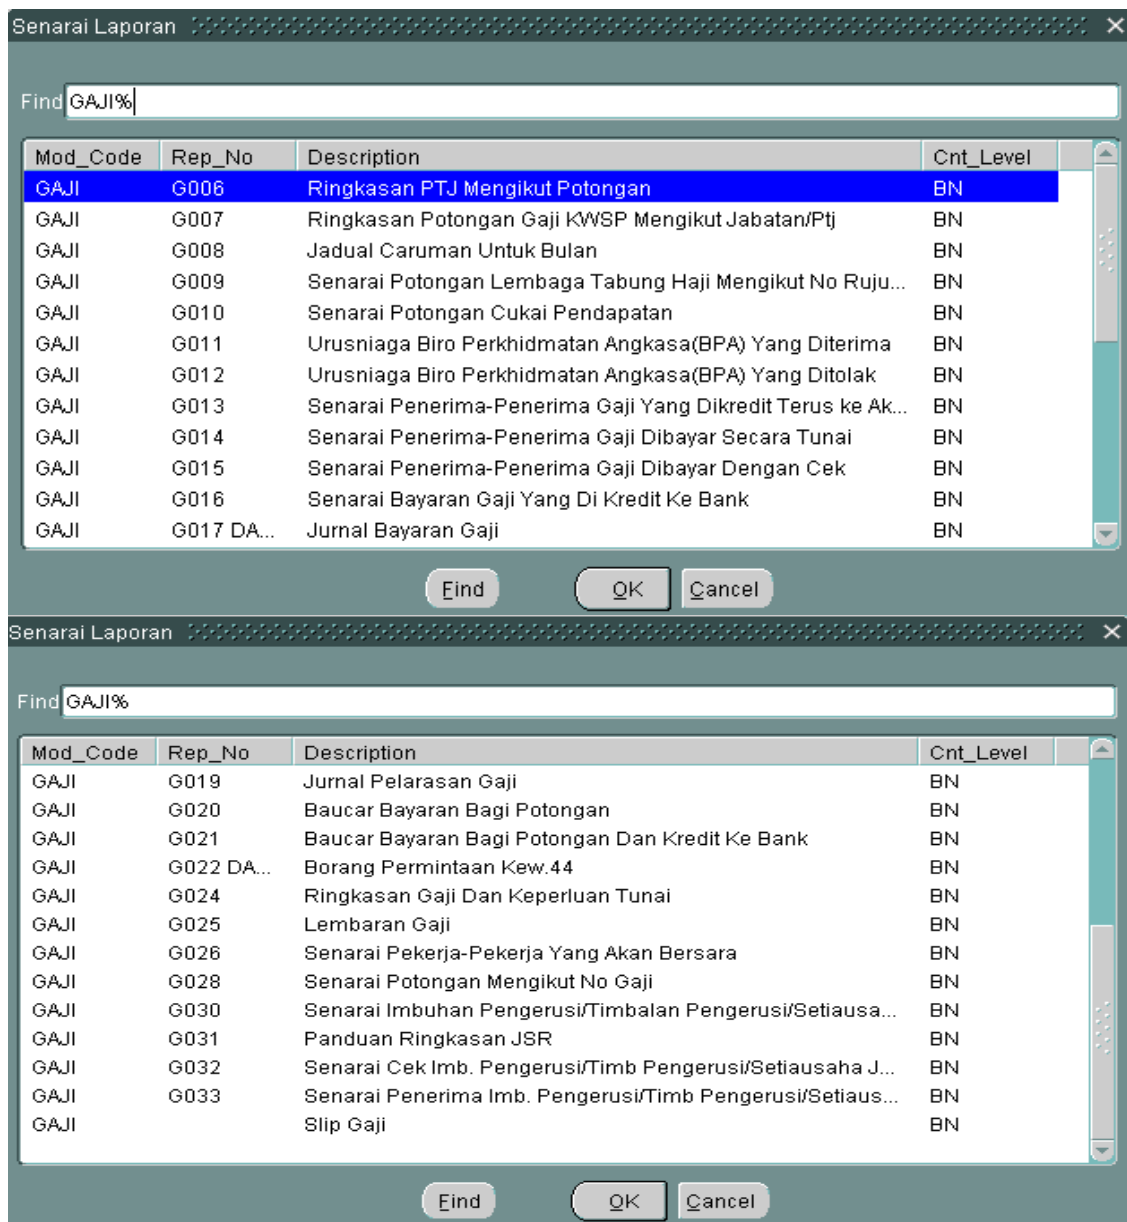 Senarai Laporan
Find GAJI%
Mod_Code Rep_No Description Cnt_Level
GAJI G006 Ringkasan PTJ Mengikut Potongan BN
GAJI G007 Ringkasan Potongan Gaji KWSP Mengikut Jabatan/Ptj BN
GAJI G008 Jadual Caruman Untuk Bulan BN
GAJI G009 Senarai Potongan Lembaga Tabung Haji Mengikut No Ruju... BN
GAJI G010 Senarai Potongan Cukai Pendapatan BN
GAJI G011 Urusniaga Biro Perkhidmatan Angkasa(BPA) Yang Diterima BN
GAJI G012 Urusniaga Biro Perkhidmatan Angkasa(BPA) Yang Ditolak BN
GAJI G013 Senarai Penerima-Penerima Gaji Yang Dikredit Terus ke Ak... BN
GAJI G014 Senarai Penerima-Penerima Gaji Dibayar Secara Tunai BN
GAJI G015 Senarai Penerima-Penerima Gaji Dibayar Dengan Cek BN
GAJI G016 Senarai Bayaran Gaji Yang Di Kredit Ke Bank BN
GAJI G017 DA... Jurnal Bayaran Gaji BN
Find OK Cancel
Senarai Laporan
Find GAJI%
Mod_Code Rep_No Description Cnt_Level
GAJI G019 Jurnal Pelarasan Gaji BN
GAJI G020 Baucar Bayaran Bagi Potongan BN
GAJI G021 Baucar Bayaran Bagi Potongan Dan Kredit Ke Bank BN
GAJI G022 DA... Borang Permintaan Kew.44 BN
GAJI G024 Ringkasan Gaji Dan Keperluan Tunai BN
GAJI G025 Lembaran Gaji BN
GAJI G026 Senarai Pekerja-Pekerja Yang Akan Bersara BN
GAJI G028 Senarai Potongan Mengikut No Gaji BN
GAJI G030 Senarai Imbuhan Pengerusi/Timbalan Pengerusi/Setiausa... BN
GAJI G031 Panduan Ringkasan JSR BN
GAJI G032 Senarai Cek Imb. Pengerusi/Timb Pengerusi/Setiausaha J... BN
GAJI G033 Senarai Penerima Imb. Pengerusi/Timb Pengerusi/Setiaus... BN
GAJI Slip Gaji BN
Find OK Cancel